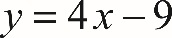 y = 4x − 9